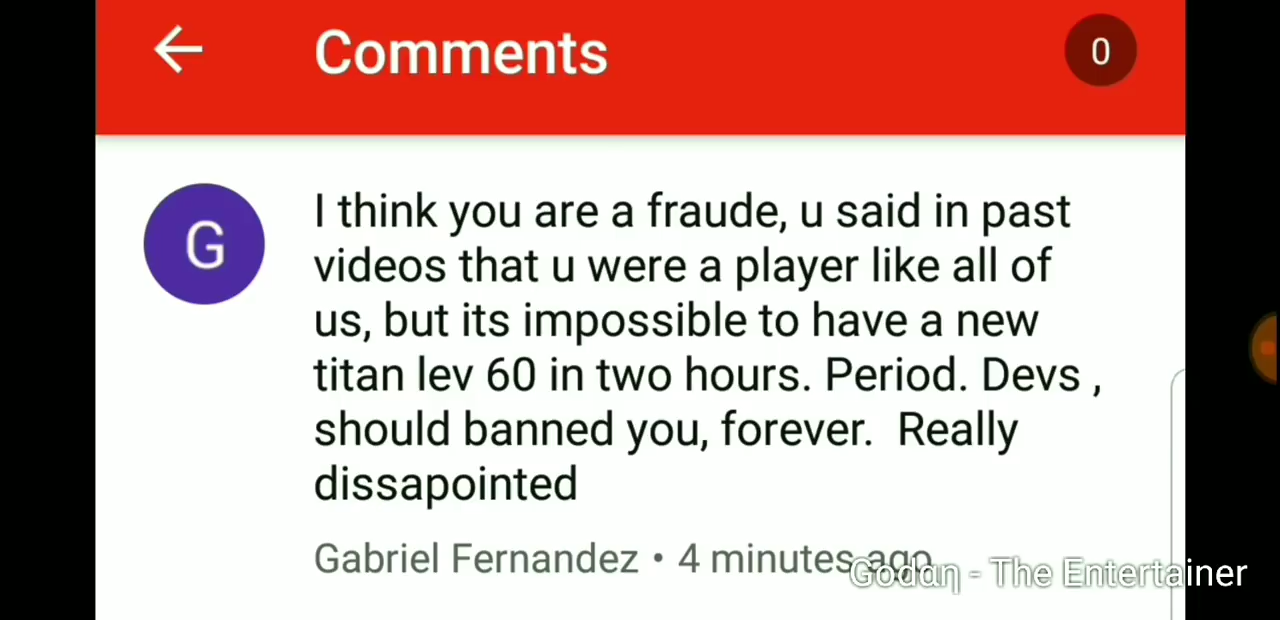 Comments
0
G
I think you are a fraude, u said in past
videos that u were a player like all of
us, but its impossible to have a new
titan lev 60 in two hours. Period. Devs ,
should banned you, forever.  Really
dissapointed
Gabriel Fernandez • 4 minutes ago
Godαη - The Entertainer